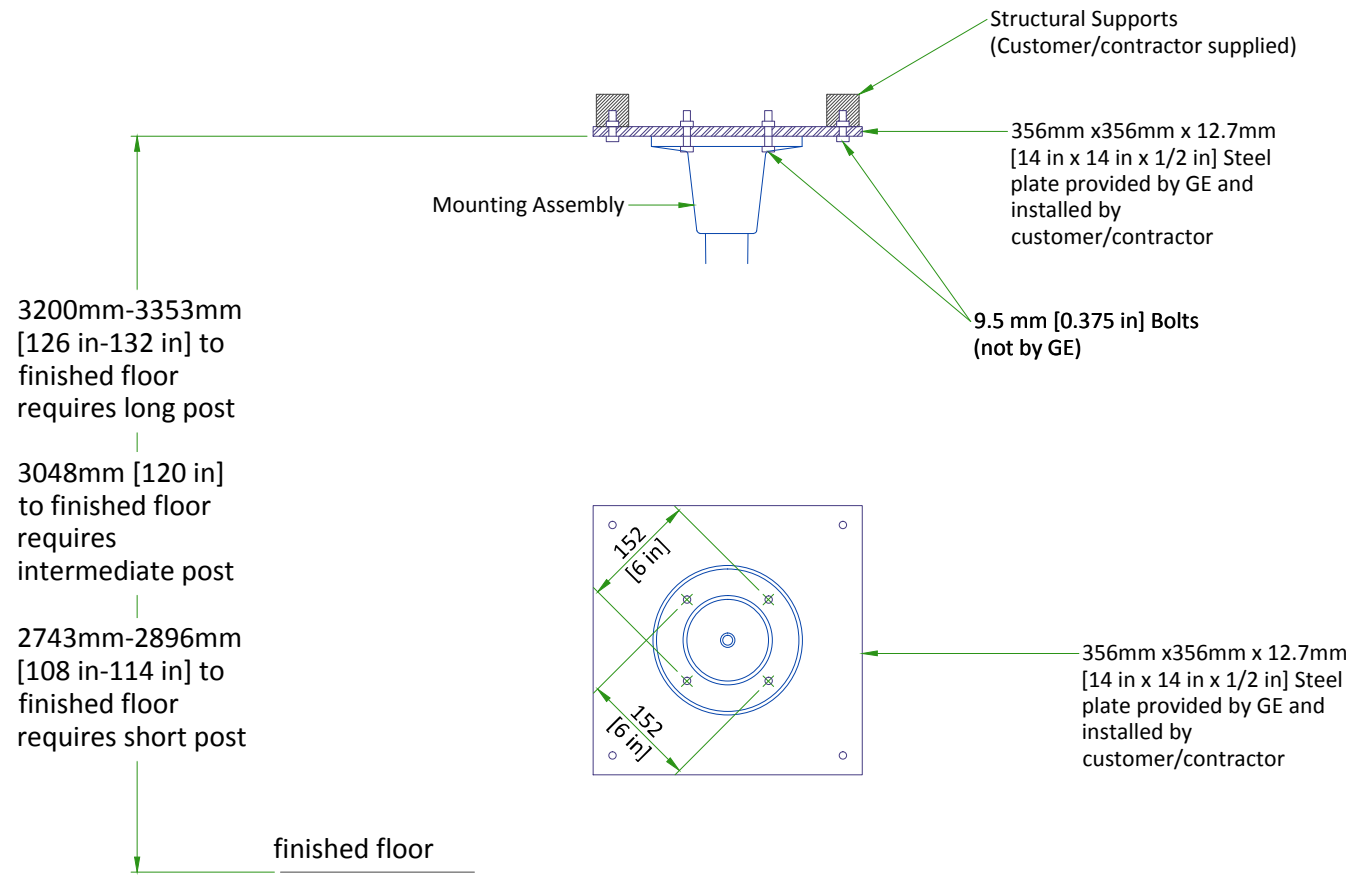 Structural Supports
(Customer/contractor supplied)
356mm x356mm x 12.7mm
[14 in x 14 in x 1/2 in] Steel
plate provided by GE and
installed by
customer/contractor
Mounting Assembly
9.5 mm [0.375 in] Bolts
(not by GE)
3200mm-3353mm
[126 in-132 in] to
finished floor
requires long post
3048mm [120 in]
to finished floor
requires
intermediate post
2743mm-2896mm
[108 in-114 in] to
finished floor
requires short post
152
[6 in]
152
[6 in]
356mm x356mm x 12.7mm
[14 in x 14 in x 1/2 in] Steel
plate provided by GE and
installed by
customer/contractor
finished floor